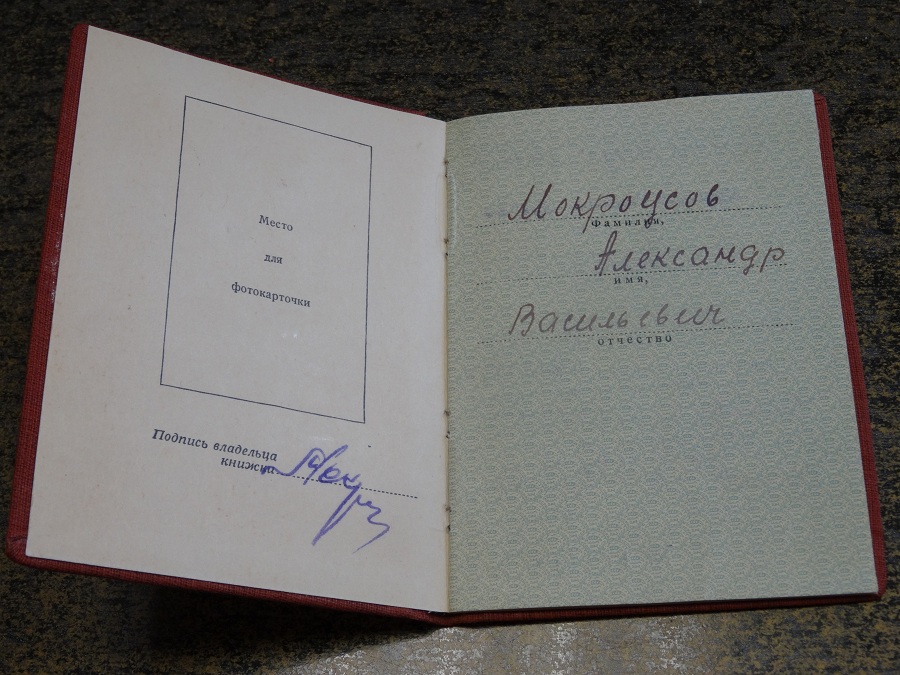 Место
для
фотокарточки
Подпись владельца
книжки
Мокроусов
Фамилия,
Александр
имя,
Васильевич
отчество